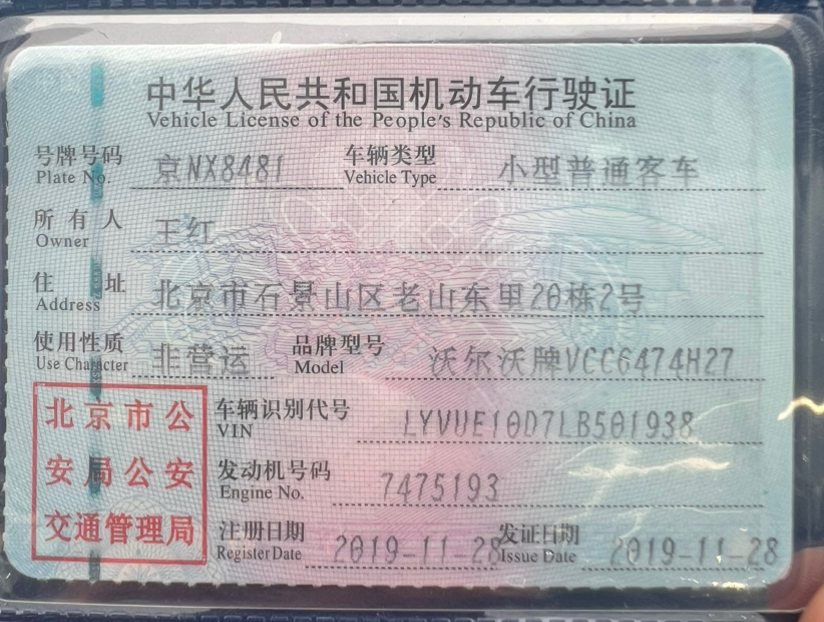 中华人民共和国机动车行驶证
Vehicle License of the People's Republic of China
号牌号码 京NX8481 车辆类型 小型普通客车
Plate No. Vehicle Type
所有人 王红
Owner
住址 北京市石景山区老山东里20栋2号
Address
使用性质 非营运 品牌型号 沃尔沃牌VCC6474H27
Use Character Model
北京市公安局公安交通管理局
车辆识别代号 LYVUE10D7LB501938
VIN
发动机号码 7475193
Engine No.
注册日期 2019-11-28 发证日期 2019-11-28
Register Date Issue Date